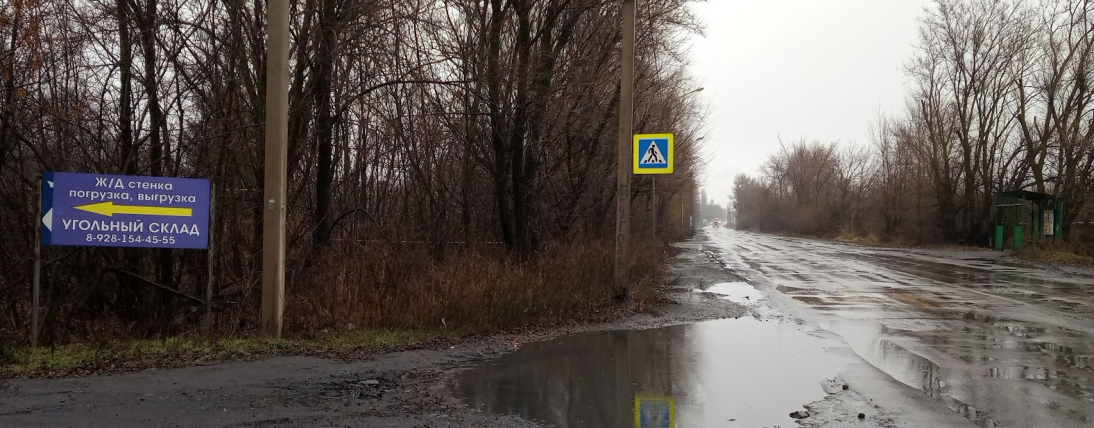 Ж/Д стенка
погрузка, выгрузка
УГОЛЬНЫЙ СКЛАД
8-928-154-45-55